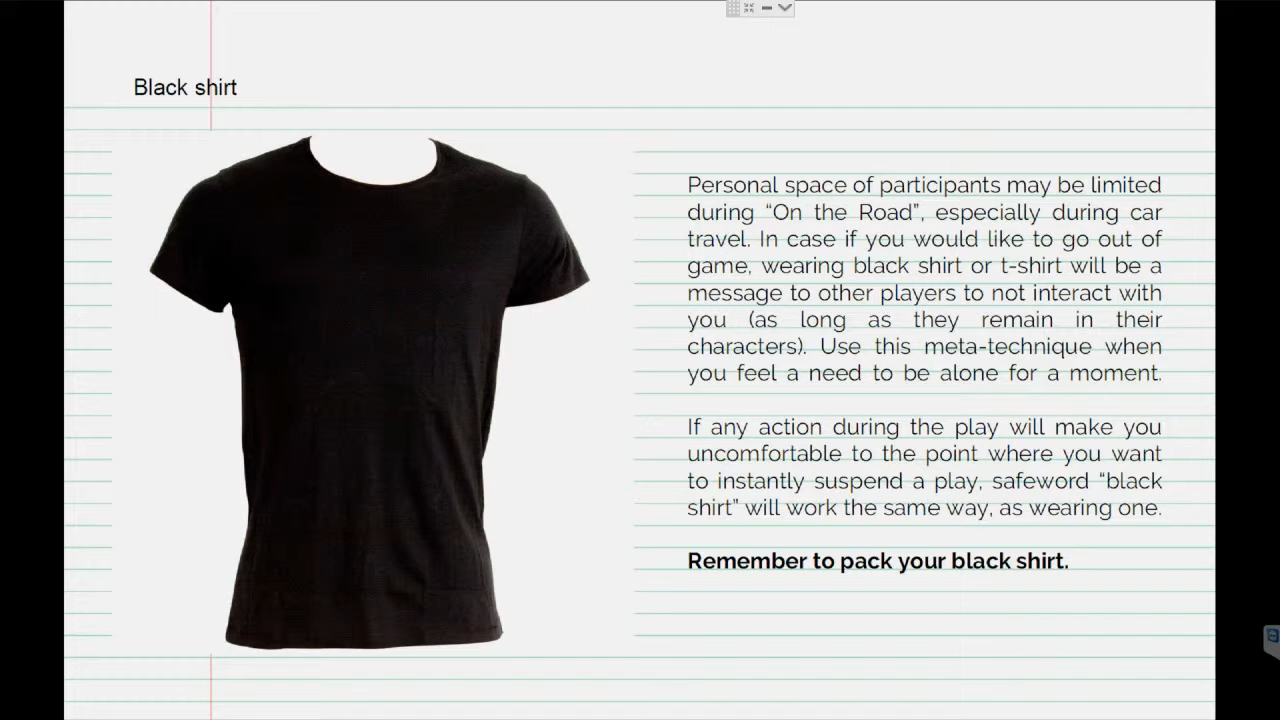 Black shirt
Personal space of participants may be limited
during “On the Road”, especially during car
travel. In case if you would like to go out of
game, wearing black shirt or t-shirt will be a
message to other players to not interact with
you (as long as they remain in their
characters). Use this meta-technique when
you feel a need to be alone for a moment.
If any action during the play will make you
uncomfortable to the point where you want
to instantly suspend a play, safeword “black
shirt” will work the same way, as wearing one.
Remember to pack your black shirt.